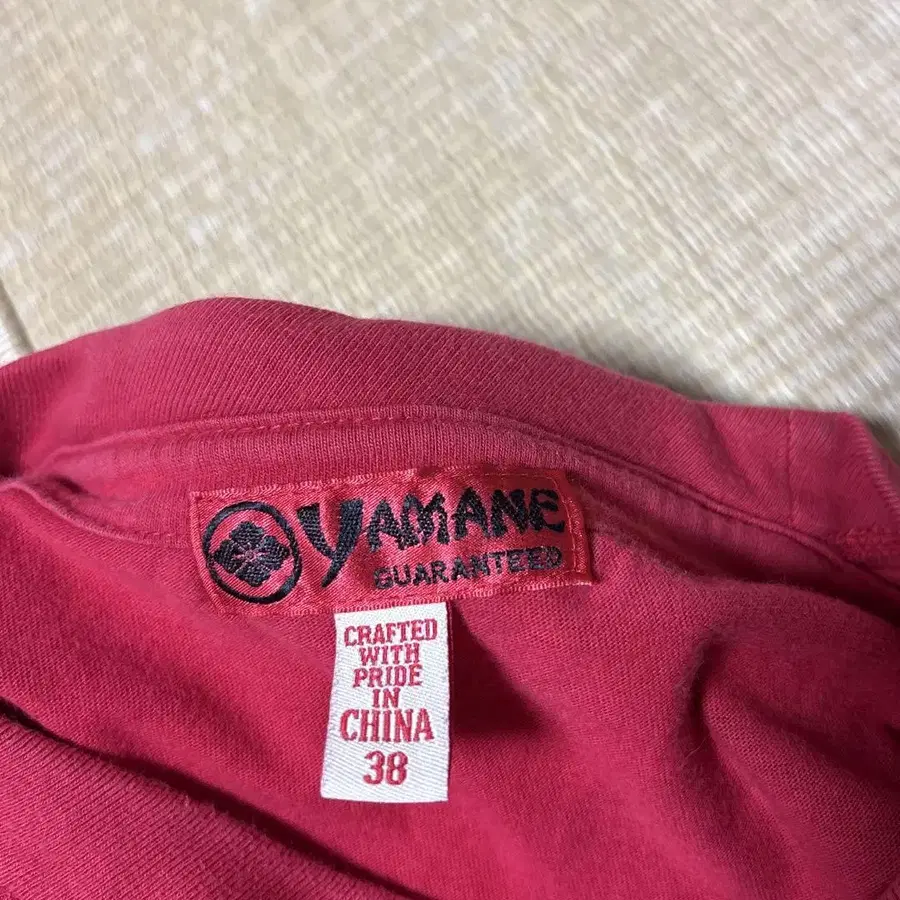 YAMANE
GUARANTEED
CRAFTED
WITH
PRIDE
IN
CHINA
38